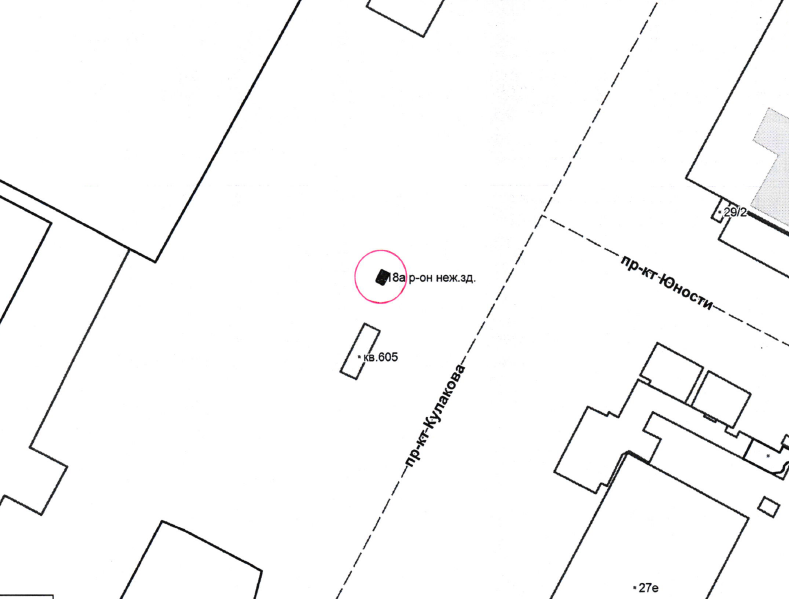 29/2
пр-кт Юности
18а р-он неж.зд.
кв.605
пр-кт Кулакова
27е